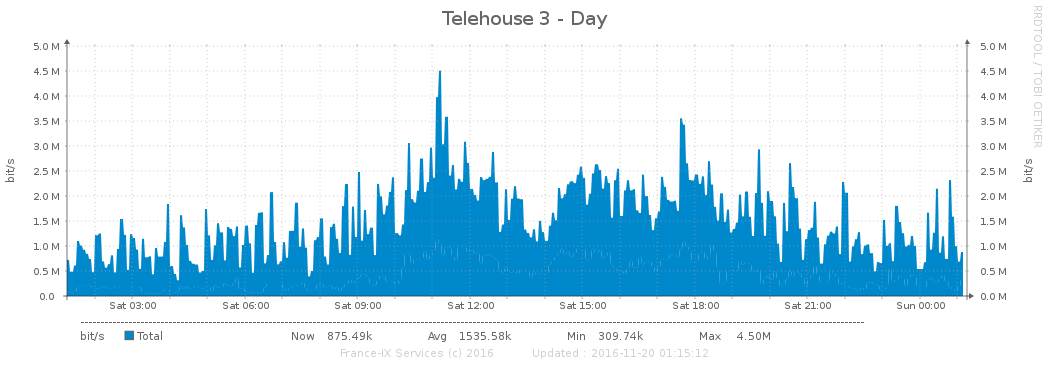 Telehouse 3 - Day
RRDTOOL / TOBI OETIKER
bit/s
bit/s
5.0 M 5.0 M
4.5 M 4.5 M
4.0 M 4.0 M
3.5 M 3.5 M
3.0 M 3.0 M
2.5 M 2.5 M
2.0 M 2.0 M
1.5 M 1.5 M
1.0 M 1.0 M
0.5 M 0.5 M
0.0 0.0 M
Sat 03:00 Sat 06:00 Sat 09:00 Sat 12:00 Sat 15:00 Sat 18:00 Sat 21:00 Sun 00:00
bit/s Total Now 875.49k Avg 1535.58k Min 309.74k Max 4.50M
France-IX Services (c) 2016 Updated : 2016-11-20 01:15:12